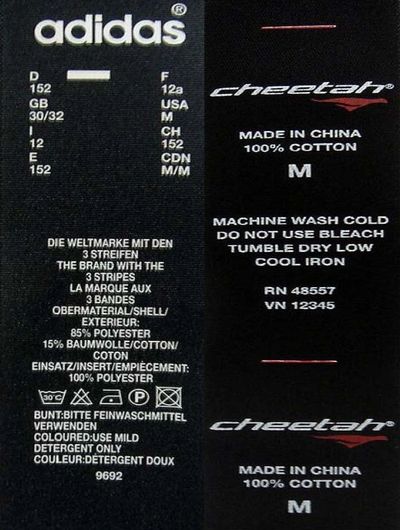 adidas®
D F
152 12a
GB USA
30/32 M
I CH
12 152
E CDN
152 M/M
DIE WELTMARKE MIT DEN
3 STREIFEN
THE BRAND WITH THE
3 STRIPES
LA MARQUE AUX
3 BANDES
OBERMATERIAL/SHELL/
EXTERIEUR:
85% POLYESTER
15% BAUMWOLLE/COTTON/
COTON
EINSATZ/INSERT/EMPIECEMENT:
100% POLYESTER
30°C
BUNT:BITTE FEINWASCHMITTEL
VERWENDEN
COLOURED:USE MILD
DETERGENT ONLY
COULEUR:DETERGENT DOUX
9692
cheetah®
MADE IN CHINA
100% COTTON
M
MACHINE WASH COLD
DO NOT USE BLEACH
TUMBLE DRY LOW
COOL IRON
RN 48557
VN 12345
cheetah®
MADE IN CHINA
100% COTTON
M